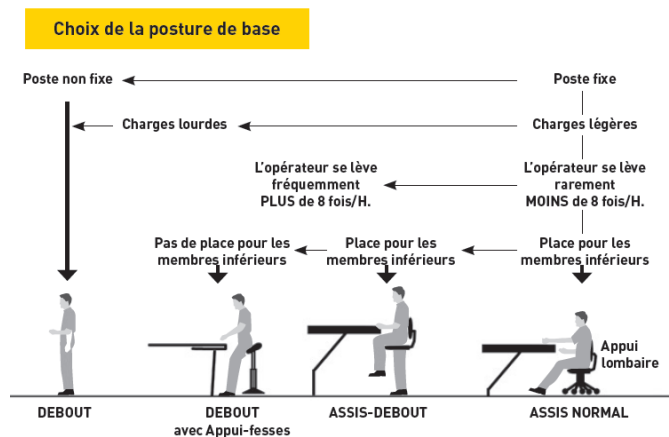 Choix de la posture de base
Poste non fixe
Poste fixe
Charges lourdes
Charges légères
L'opérateur se lève
fréquemment
PLUS de 8 fois/H.
L'opérateur se lève
rarement
MOINS de 8 fois/H.
Pas de place pour les
membres inférieurs
Place pour les
membres inférieurs
Place pour les
membres inférieurs
Appui
lombaire
DEBOUT
DEBOUT
avec Appui-fesses
ASSIS-DEBOUT
ASSIS NORMAL